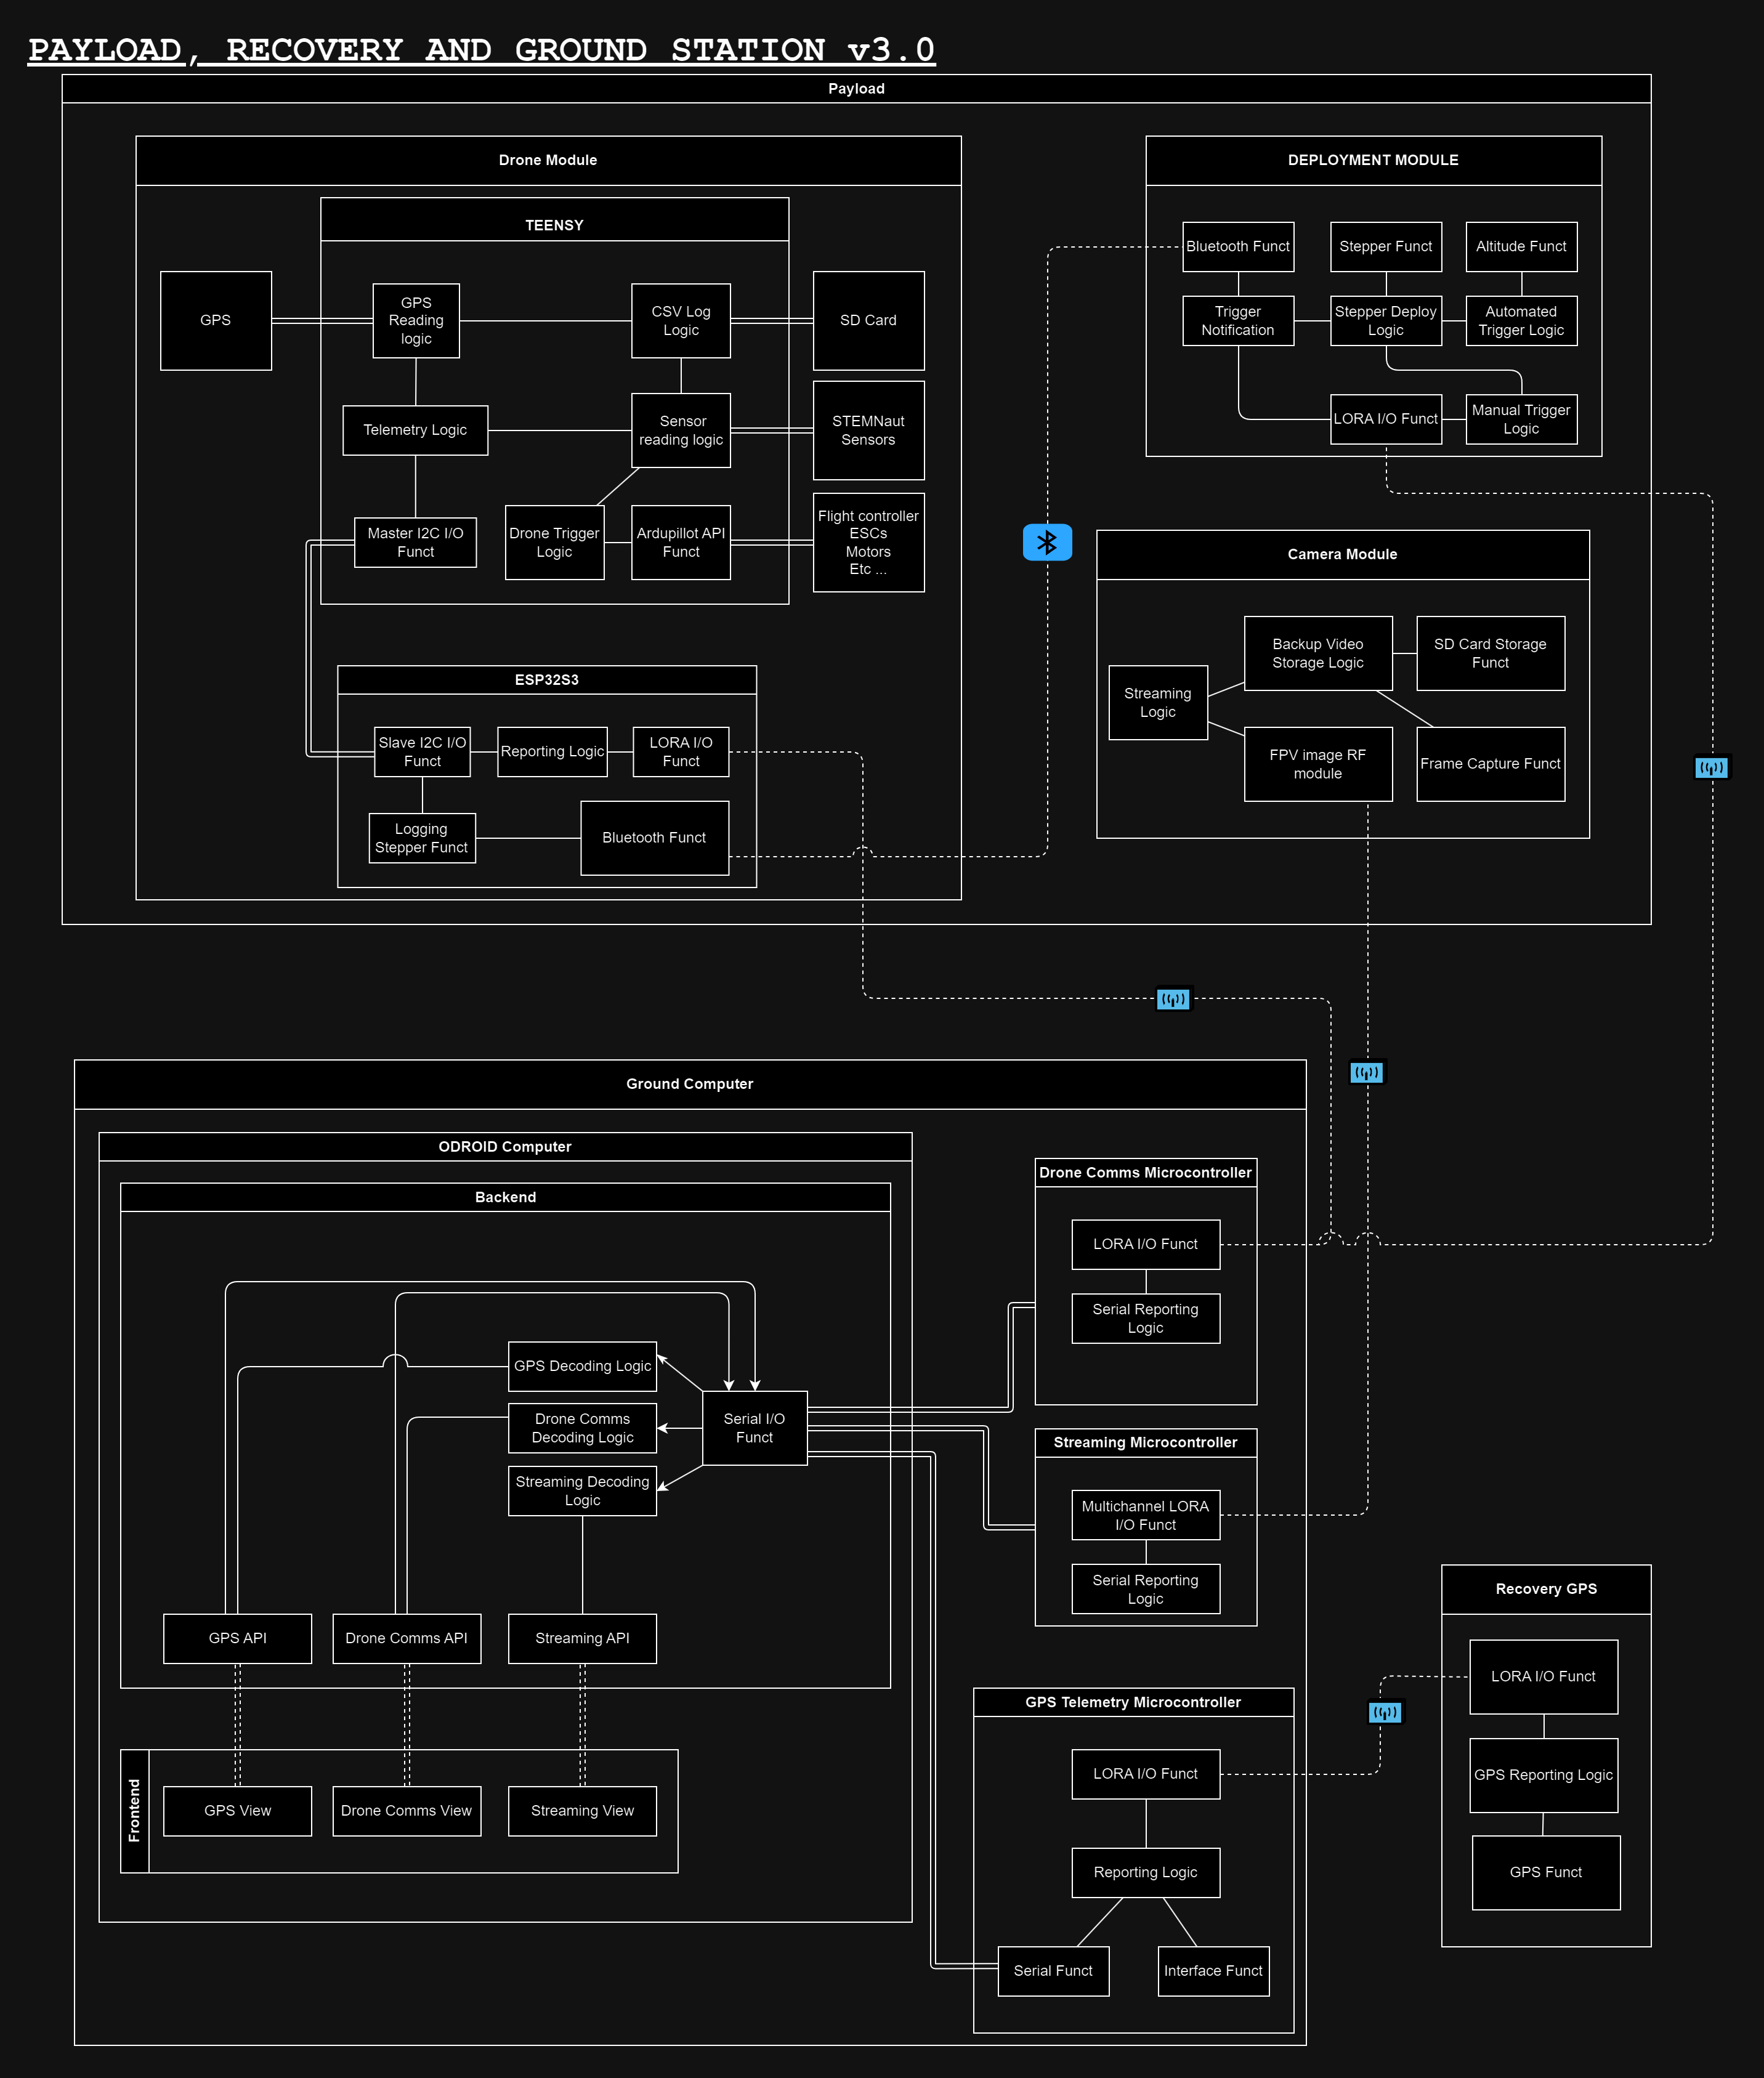 PAYLOAD, RECOVERY AND GROUND STATION v3.0
Payload
Drone Module
TEENSY
GPS
GPS
Reading
logic
CSV Log
Logic
SD Card
Telemetry Logic
Sensor
reading logic
STEMNaut
Sensors
Master I2C I/O
Funct
Drone Trigger
Logic
Ardupillot API
Funct
Flight controller
ESCs
Motors
Etc ...
ESP32S3
Slave I2C I/O
Funct
Reporting Logic
LORA I/O
Funct
Logging
Stepper Funct
Bluetooth Funct
DEPLOYMENT MODULE
Bluetooth Funct
Stepper Funct
Altitude Funct
Trigger
Notification
Stepper Deploy
Logic
Automated
Trigger Logic
LORA I/O Funct
Manual Trigger
Logic
Camera Module
Streaming
Logic
Backup Video
Storage Logic
SD Card Storage
Funct
FPV image RF
module
Frame Capture Funct
Ground Computer
ODROID Computer
Backend
GPS Decoding Logic
Drone Comms
Decoding Logic
Streaming Decoding
Logic
Serial I/O
Funct
GPS API
Drone Comms API
Streaming API
Frontend
GPS View
Drone Comms View
Streaming View
Drone Comms Microcontroller
LORA I/O Funct
Serial Reporting
Logic
Streaming Microcontroller
Multichannel LORA
I/O Funct
Serial Reporting
Logic
GPS Telemetry Microcontroller
LORA I/O Funct
Reporting Logic
Serial Funct
Interface Funct
Recovery GPS
LORA I/O Funct
GPS Reporting Logic
GPS Funct